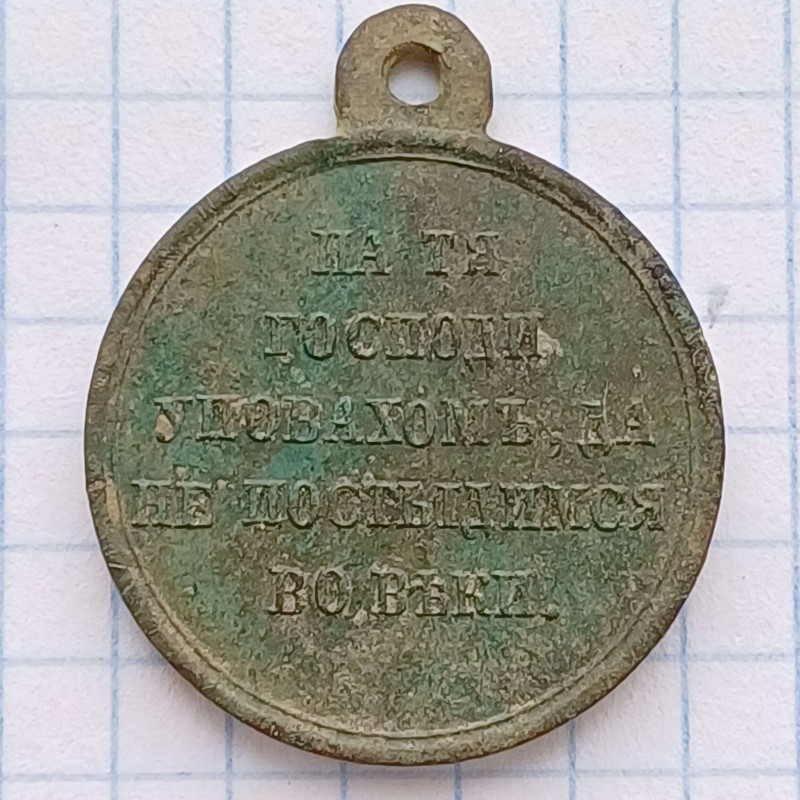 НА ТЯ
ГОСПОДИ
УПОВАХОМЪ, ДА
НЕ ПОСТЫДИМСЯ
ВО ВѢКИ.